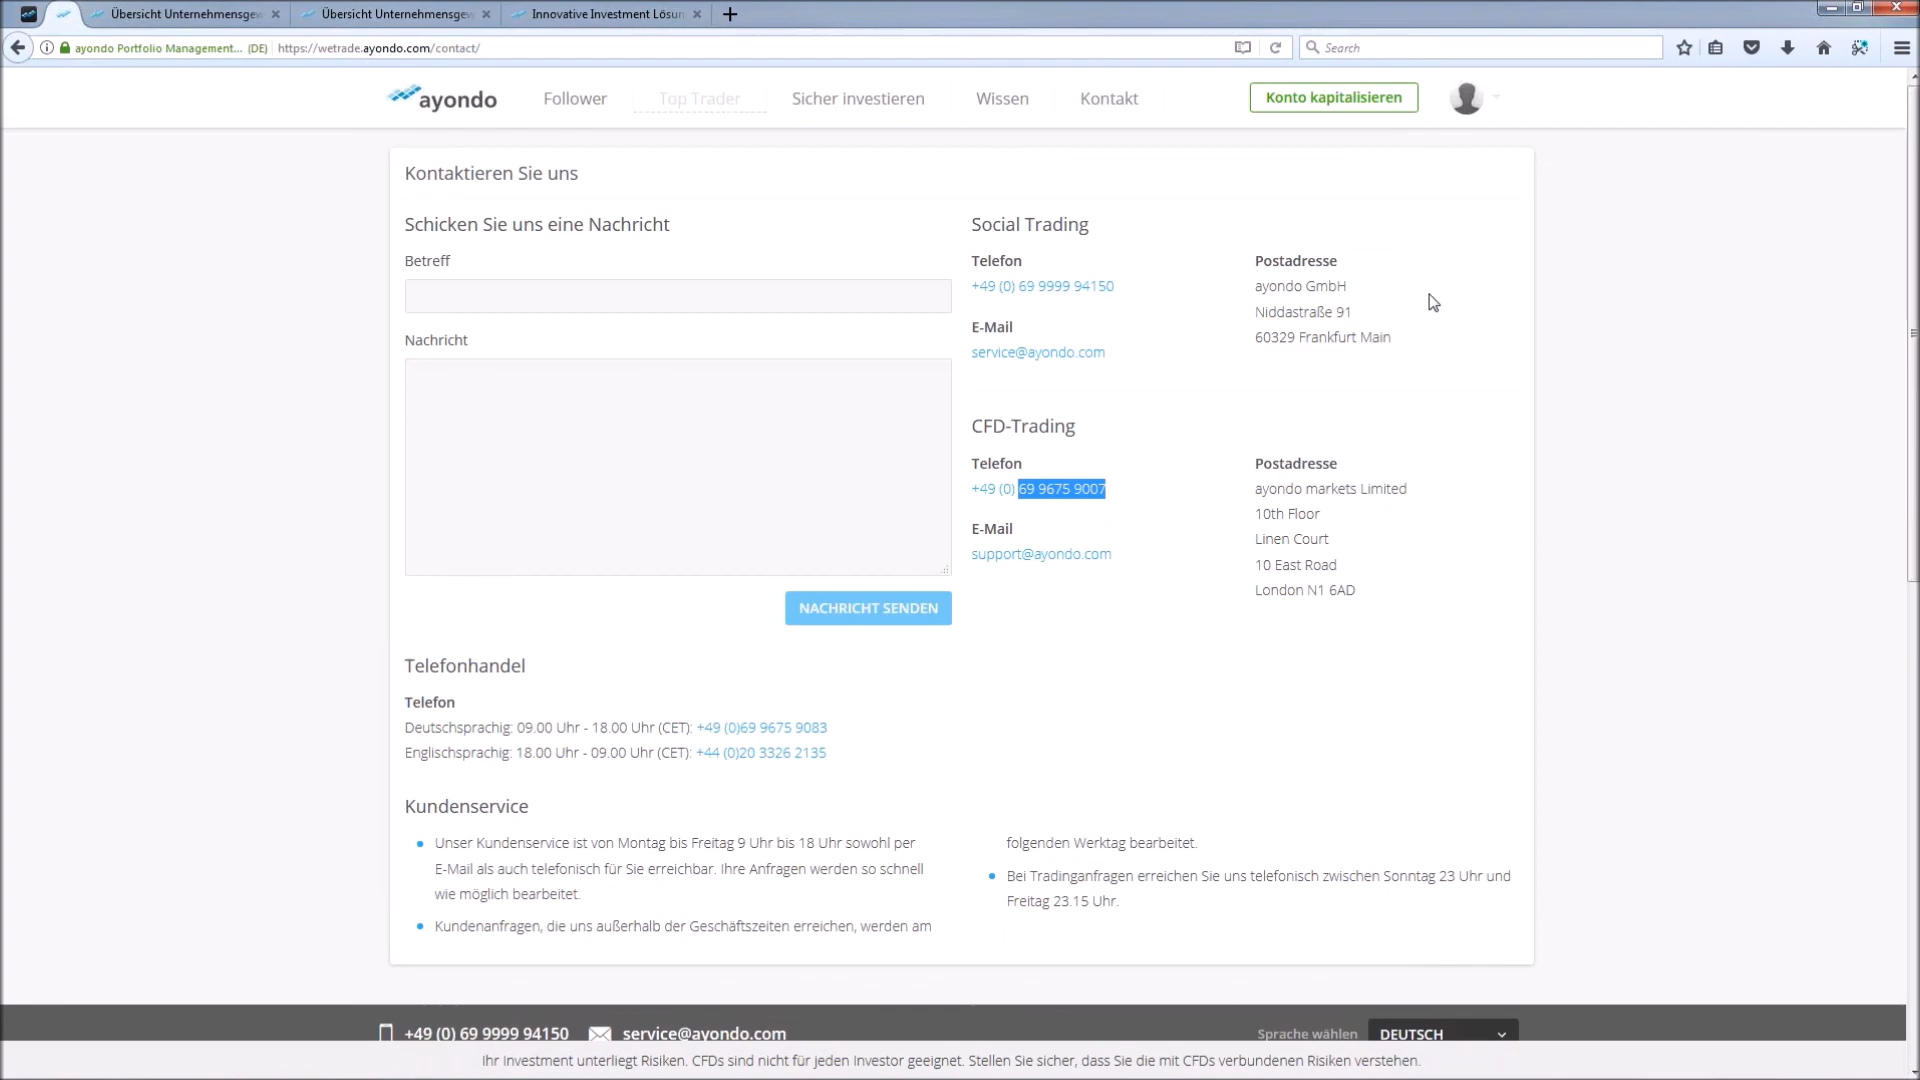 Übersicht Unternehmensgew
Übersicht Unternehmensgew
Innovative Investment Lösun
ayondo Portfolio Management... (DE)
https://wetrade.ayondo.com/contact/
Search
ayondo
Follower
Top Trader
Sicher investieren
Wissen
Kontakt
Konto kapitalisieren
Kontaktieren Sie uns
Schicken Sie uns eine Nachricht
Betreff
Nachricht
NACHRICHT SENDEN
Social Trading
Telefon
+49 (0) 69 9999 94150
E-Mail
service@ayondo.com
Postadresse
ayondo GmbH
Niddastraße 91
60329 Frankfurt Main
CFD-Trading
Telefon
+49 (0) 69 9675 9007
E-Mail
support@ayondo.com
Postadresse
ayondo markets Limited
10th Floor
Linen Court
10 East Road
London N1 6AD
Telefonhandel
Telefon
Deutschsprachig: 09.00 Uhr - 18.00 Uhr (CET): +49 (0)69 9675 9083
Englischsprachig: 18.00 Uhr - 09.00 Uhr (CET): +44 (0)20 3326 2135
Kundenservice
Unser Kundenservice ist von Montag bis Freitag 9 Uhr bis 18 Uhr sowohl per
E-Mail als auch telefonisch für Sie erreichbar. Ihre Anfragen werden so schnell
wie möglich bearbeitet.
Kundenanfragen, die uns außerhalb der Geschäftszeiten erreichen, werden am
folgenden Werktag bearbeitet.
Bei Tradinganfragen erreichen Sie uns telefonisch zwischen Sonntag 23 Uhr und
Freitag 23.15 Uhr.
+49 (0) 69 9999 94150
service@ayondo.com
Sprache wählen
DEUTSCH
Ihr Investment unterliegt Risiken. CFDs sind nicht für jeden Investor geeignet. Stellen Sie sicher, dass Sie die mit CFDs verbundenen Risiken verstehen.